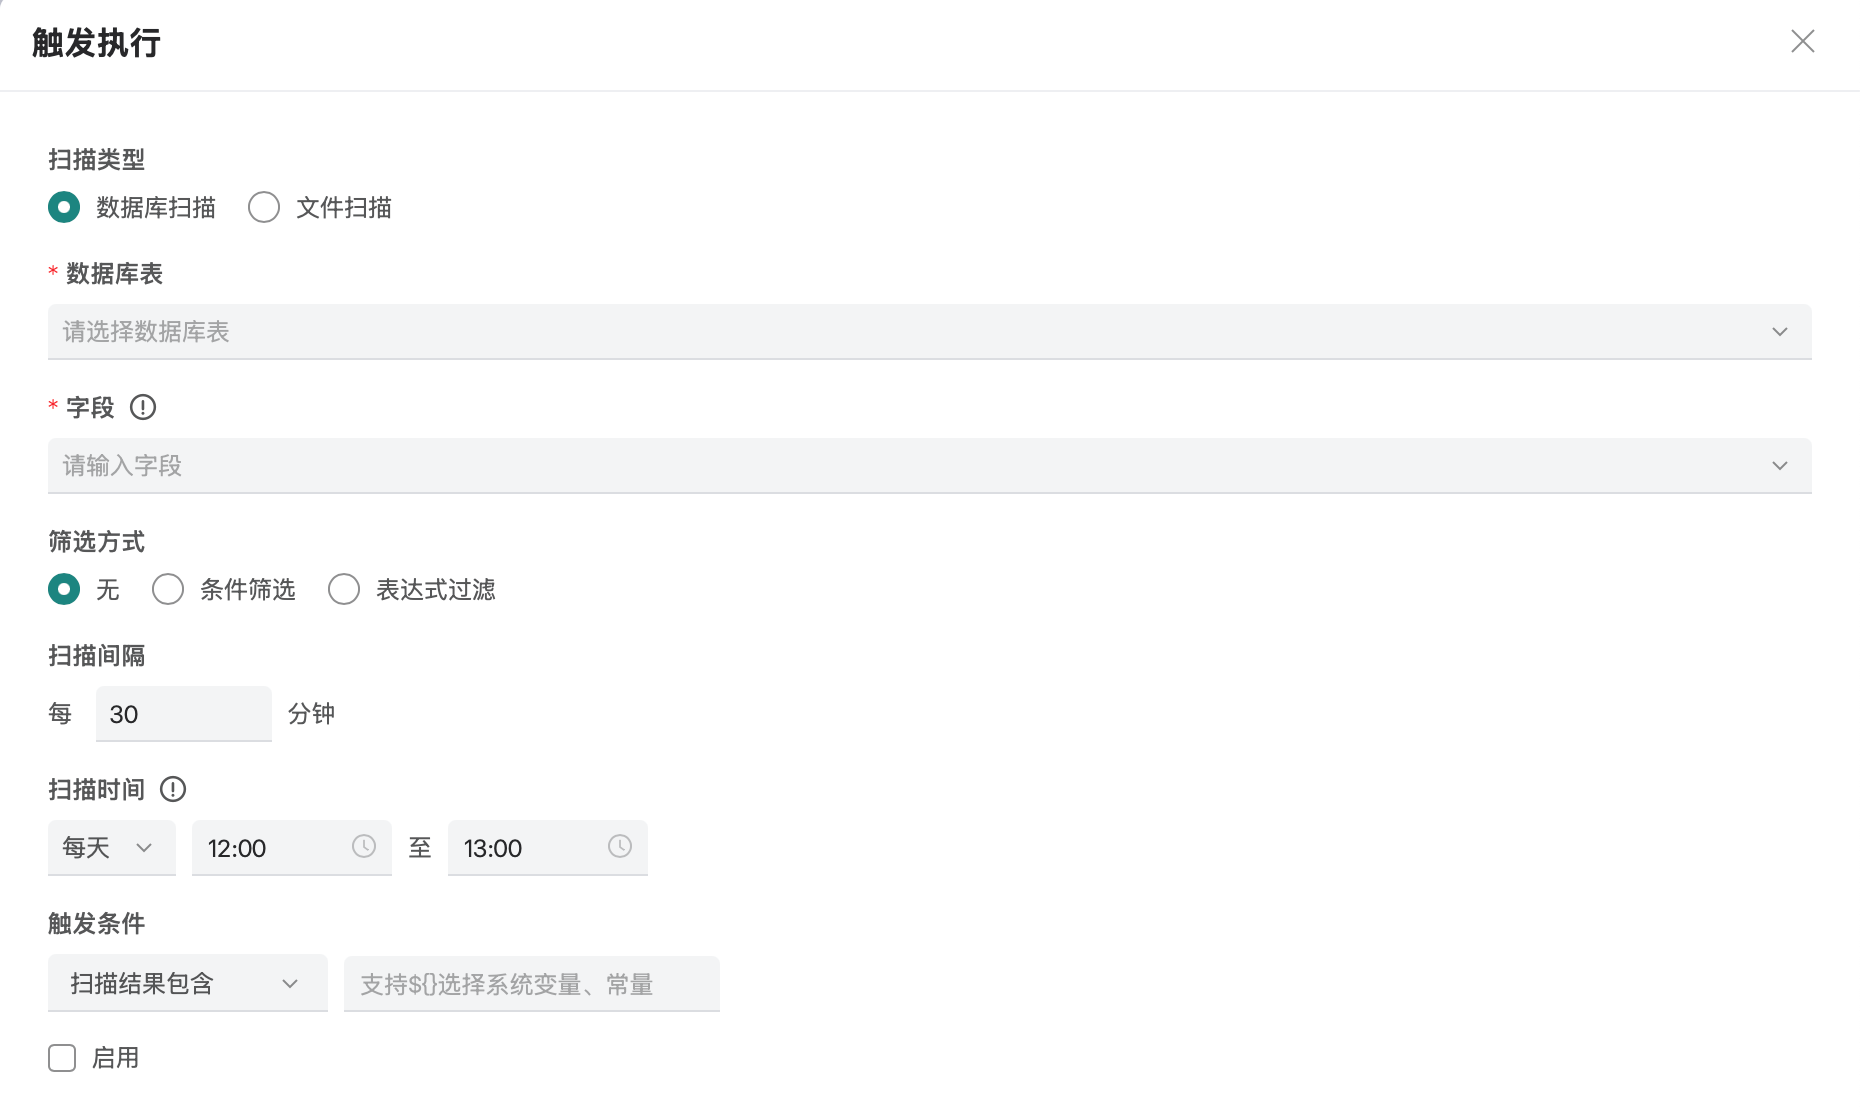 触发执行
扫描类型
数据库扫描 文件扫描
* 数据库表
请选择数据库表
* 字段
请输入字段
筛选方式
无 条件筛选 表达式过滤
扫描间隔
每 30 分钟
扫描时间
每天 12:00 至 13:00
触发条件
扫描结果包含 支持${}选择系统变量、常量
启用